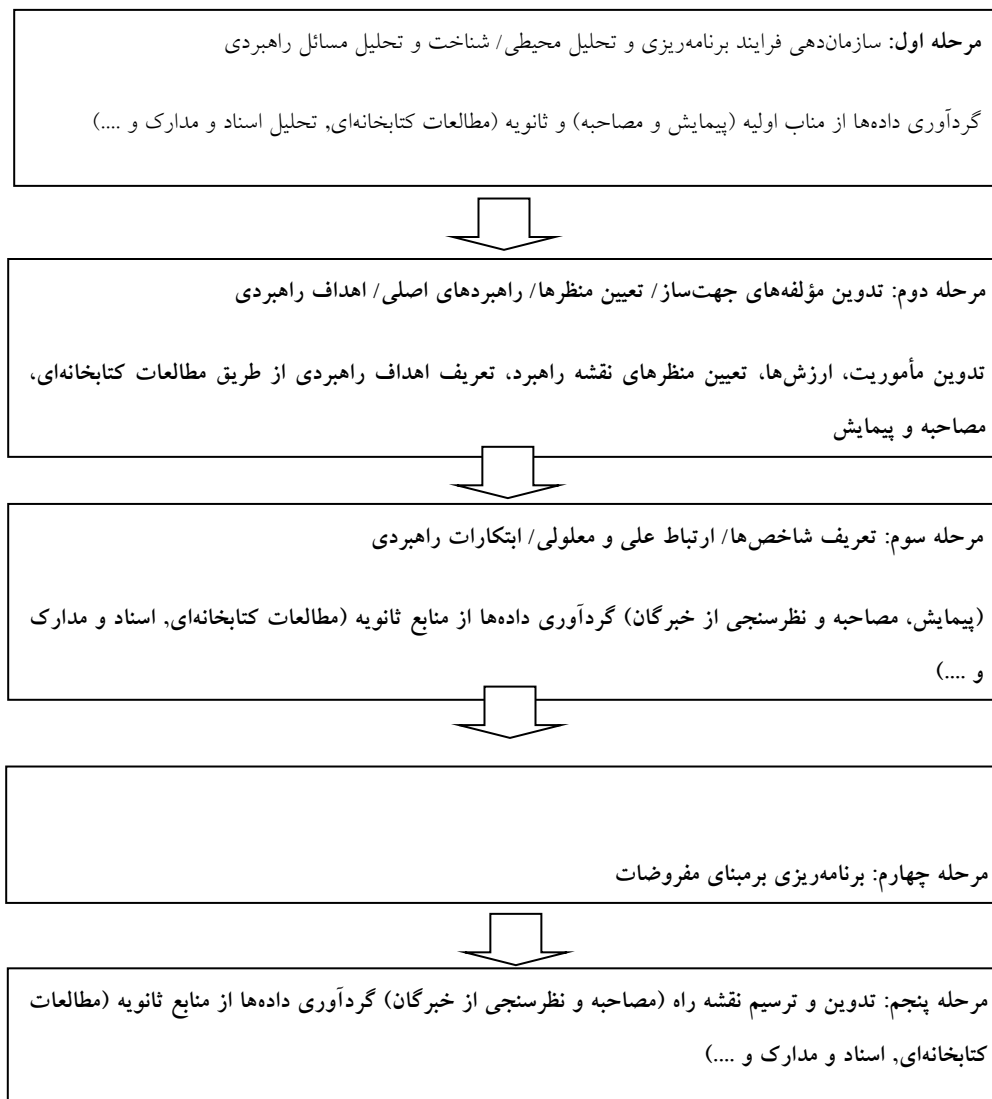 مرحله اول: سازمان‌دهی فرایند برنامه‌ریزی و تحلیل محیطی/ شناخت و تحلیل مسائل راهبردی
گردآوری داده‌ها از مناب اولیه (پیمایش و مصاحبه) و ثانویه (مطالعات کتابخانه‌ای, تحلیل اسناد و مدارک و ....)
مرحله دوم: تدوین مؤلفه‌های جهت‌ساز/ تعیین منظرها/ راهبردهای اصلی/ اهداف راهبردی
تدوین مأموریت، ارزش‌ها، تعیین منظرهای نقشه راهبرد، تعریف اهداف راهبردی از طریق مطالعات کتابخانه‌ای،
مصاحبه و پیمایش
مرحله سوم: تعریف شاخص‌ها/ ارتباط علی و معلولی/ ابتکارات راهبردی
(پیمایش، مصاحبه و نظرسنجی از خبرگان) گردآوری داده‌ها از منابع ثانویه (مطالعات کتابخانه‌ای, اسناد و مدارک
و ....)
مرحله چهارم: برنامه‌ریزی برمبنای مفروضات
مرحله پنجم: تدوین و ترسیم نقشه راه (مصاحبه و نظرسنجی از خبرگان) گردآوری داده‌ها از منابع ثانویه (مطالعات
کتابخانه‌ای, اسناد و مدارک و ....)